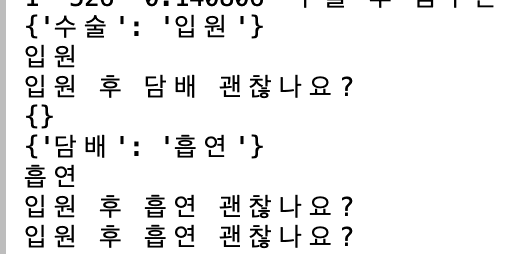 {'수술': '입원'}
입원
입원 후 담배 괜찮나요?
{}
{'담배': '흡연'}
흡연
입원 후 흡연 괜찮나요?
입원 후 흡연 괜찮나요?